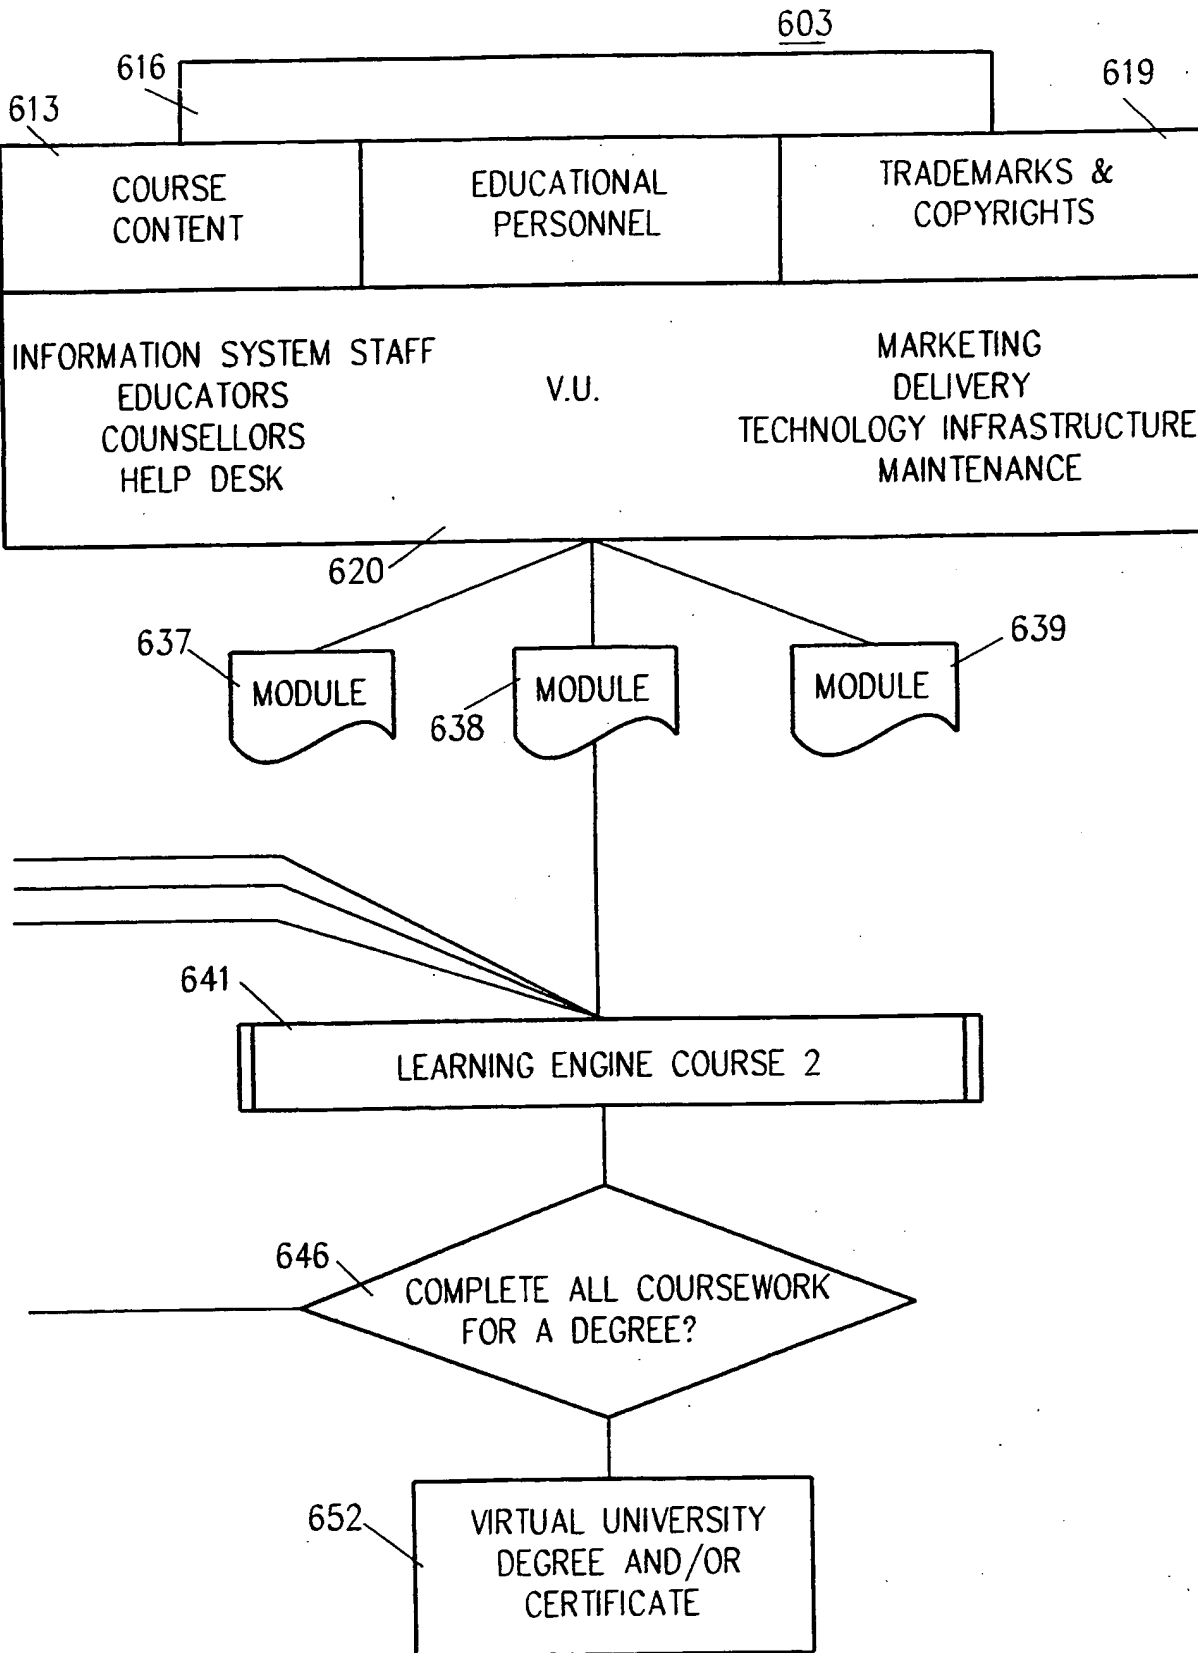 603
616
619
613
COURSE
CONTENT
EDUCATIONAL
PERSONNEL
TRADEMARKS &
COPYRIGHTS
INFORMATION SYSTEM STAFF
EDUCATORS
COUNSELLORS
HELP DESK
V.U.
MARKETING
DELIVERY
TECHNOLOGY INFRASTRUCTURE
MAINTENANCE
620
637
MODULE
638
MODULE
639
MODULE
641
LEARNING ENGINE COURSE 2
646
COMPLETE ALL COURSEWORK
FOR A DEGREE?
652
VIRTUAL UNIVERSITY
DEGREE AND/OR
CERTIFICATE